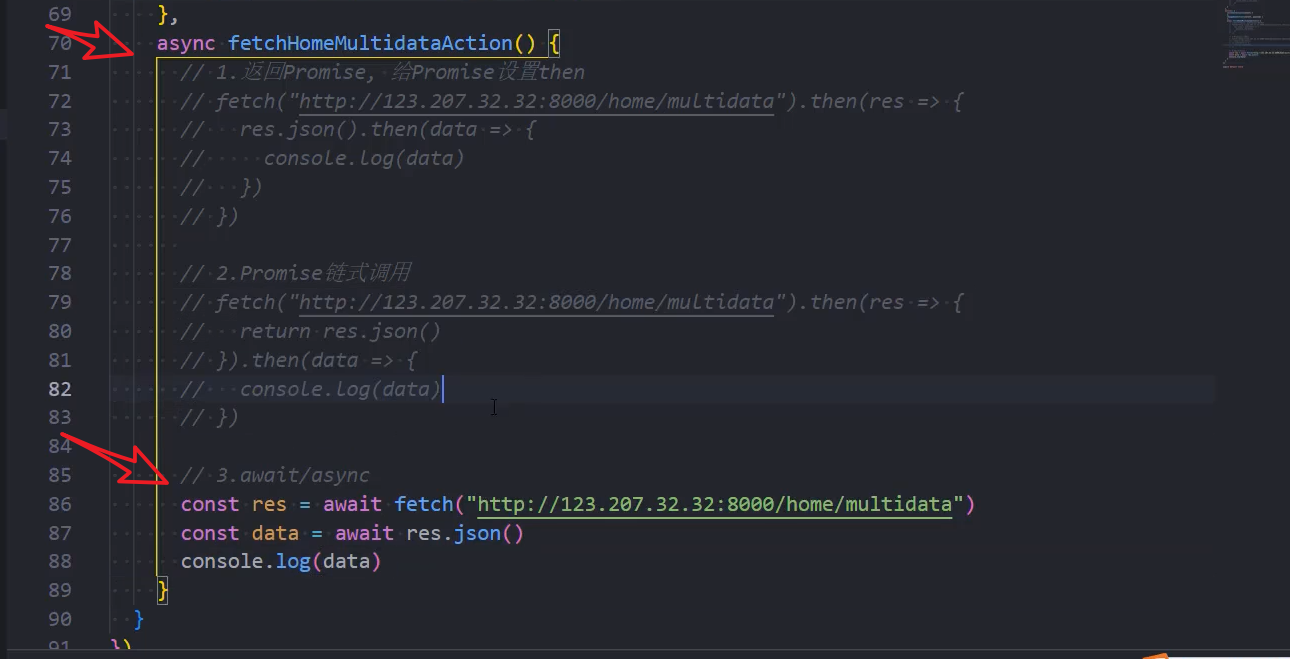 69 },
70 async fetchHomeMultidataAction() {
71 // 1.返回Promise, 给Promise设置then
72 // fetch("http://123.207.32.32:8000/home/multidata").then(res => {
73 //   res.json().then(data => {
74 //     console.log(data)
75 //   })
76 // })
77
78 // 2.Promise链式调用
79 // fetch("http://123.207.32.32:8000/home/multidata").then(res => {
80 //   return res.json()
81 // }).then(data => {
82 //   console.log(data)
83 // })
84
85 // 3.await/async
86 const res = await fetch("http://123.207.32.32:8000/home/multidata")
87 const data = await res.json()
88 console.log(data)
89 }
90 }
91 })